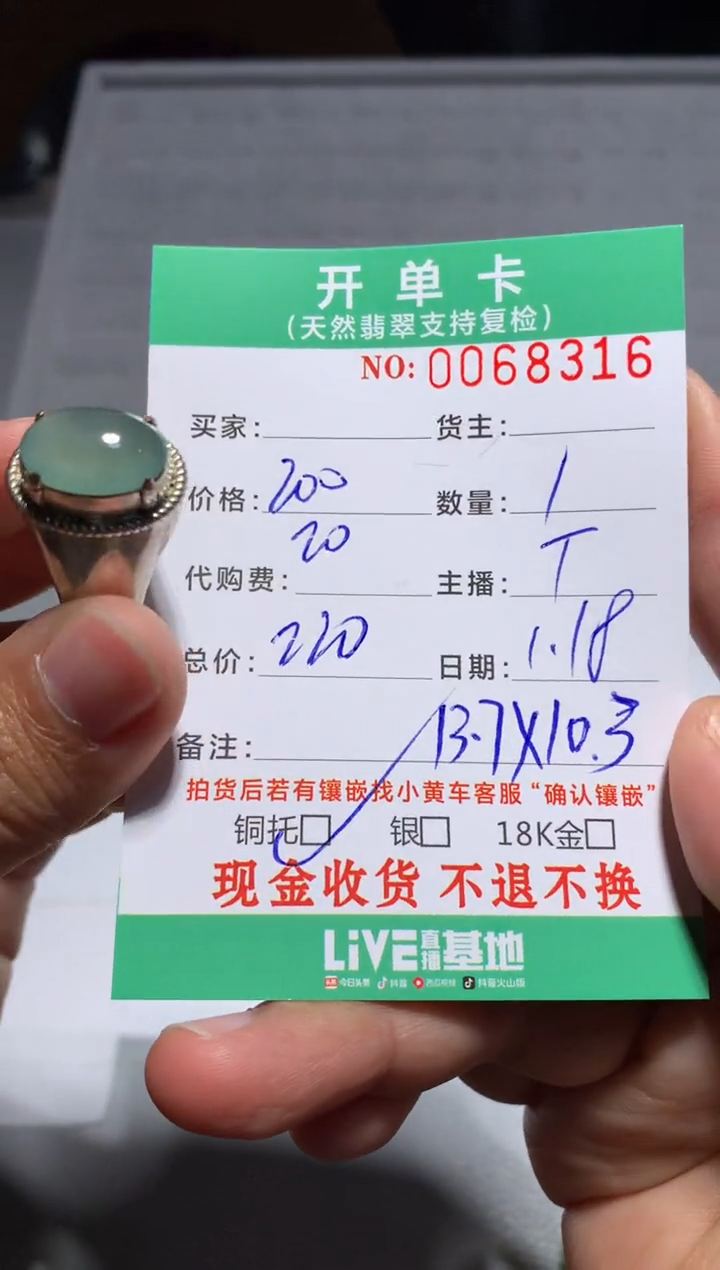 开单卡
(天然翡翠支持复检)
NO: 0068316
买家: 货主:
价格: 200 数量: 1
代购费: 20 主播: T
总价: 220 日期: 1.18
备注: 13.7X10.3
拍货后若有镶嵌找小黄车客服“确认镶嵌”
铜托□ 银□ 18K金□
现金收货 不退不换
LiVE直播基地
头条 今日头条 抖音 西瓜视频 抖音火山版